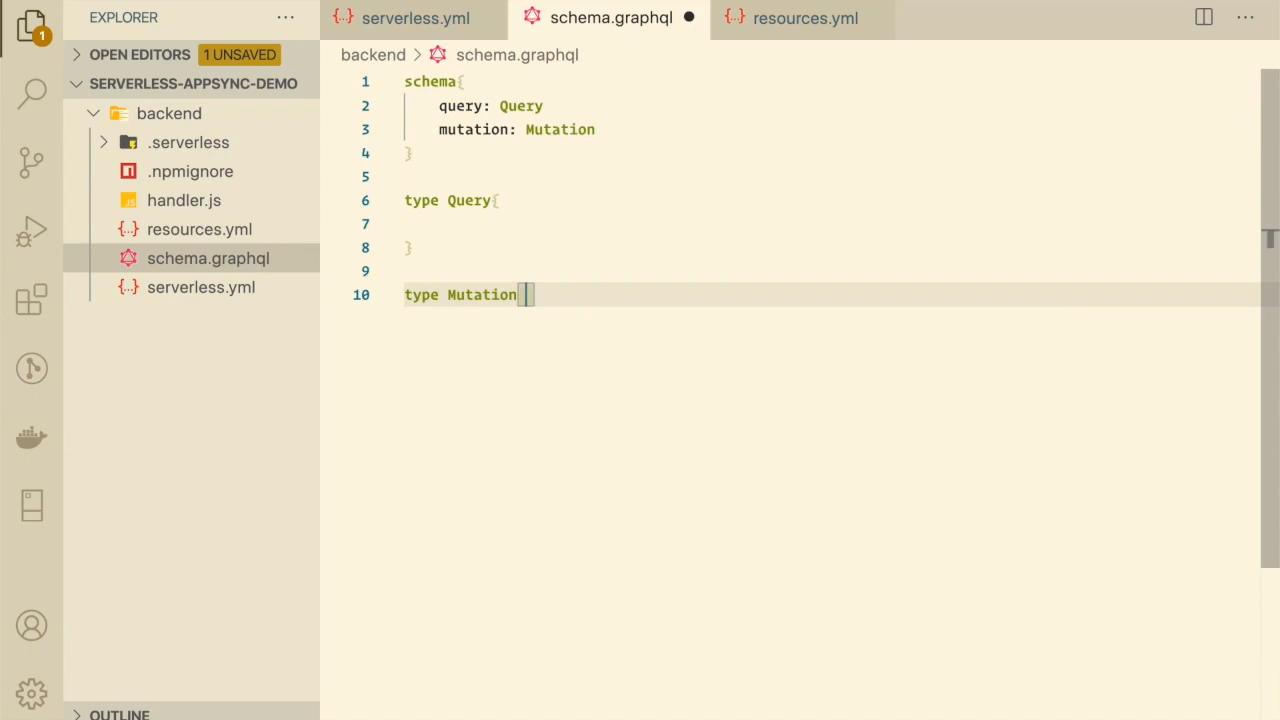 EXPLORER
OPEN EDITORS 1 UNSAVED
SERVERLESS-APPSYNC-DEMO
backend
.serverless
.npmignore
JS handler.js
{··} resources.yml
schema.graphql
{··} serverless.yml
OUTLINE
1
{··} serverless.yml
schema.graphql
{··} resources.yml
backend > schema.graphql
1 schema{
2 query: Query
3 mutation: Mutation
4 }
5
6 type Query{
7
8 }
9
10 type Mutation